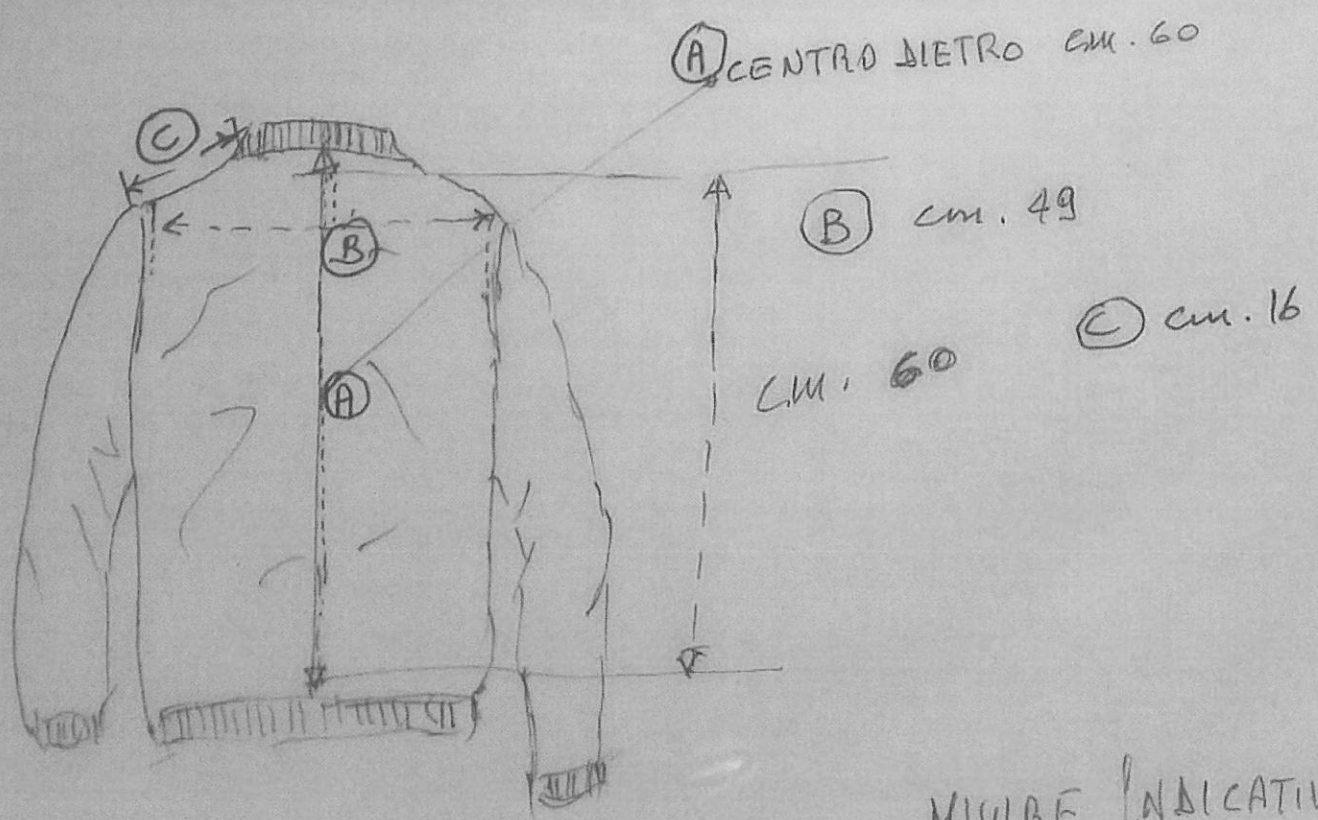 Ⓐ CENTRO DIETRO cm. 60
Ⓒ
Ⓑ cm. 49
Ⓑ
Ⓒ cm. 16
cm. 60
Ⓐ